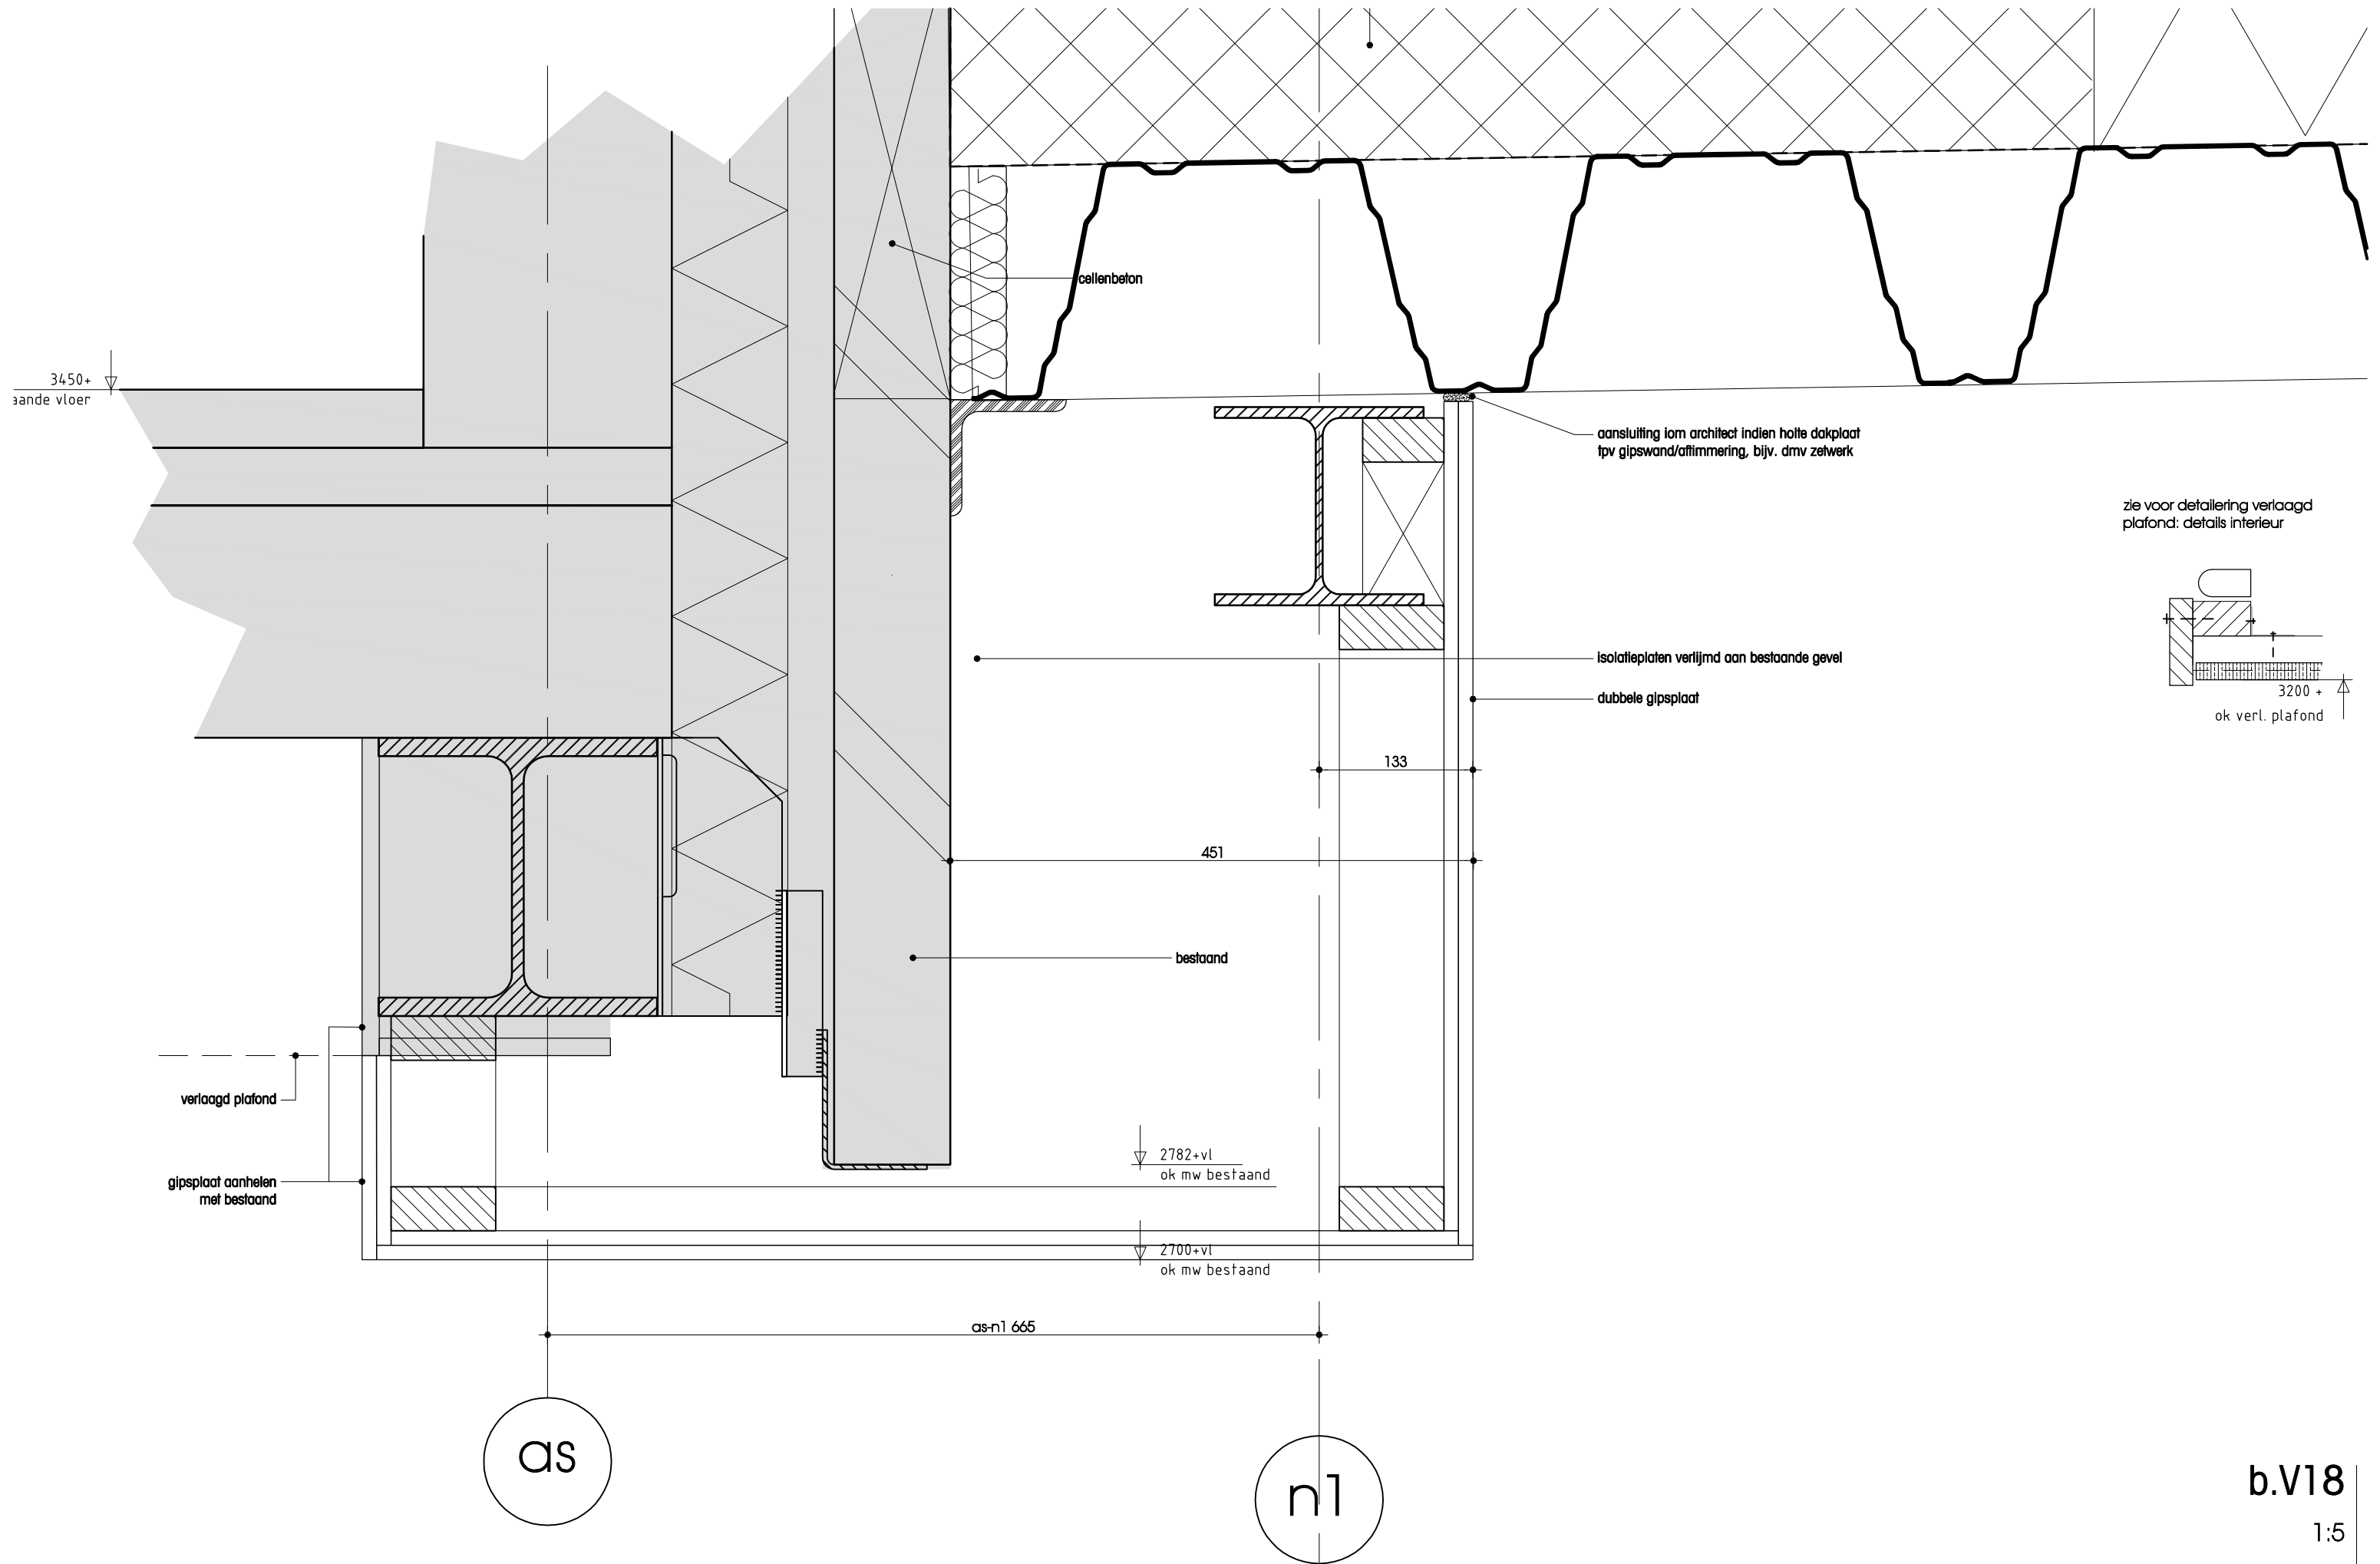 cellenbeton
3450+
aande vloer
aansluiting iom architect indien holte dakplaat
tpv gipswand/aftimmering, bijv. dmv zetwerk
zie voor detailering verlaagd
plafond: details interieur
isolatieplaten verlijmd aan bestaande gevel
3200 +
dubbele gipsplaat
ok verl. plafond
133
451
bestaand
verlaagd plafond
2782+vl
ok mw bestaand
gipsplaat aanhelen
met bestaand
2700+vl
ok mw bestaand
as-n1 665
as
n1
b.V18
1:5